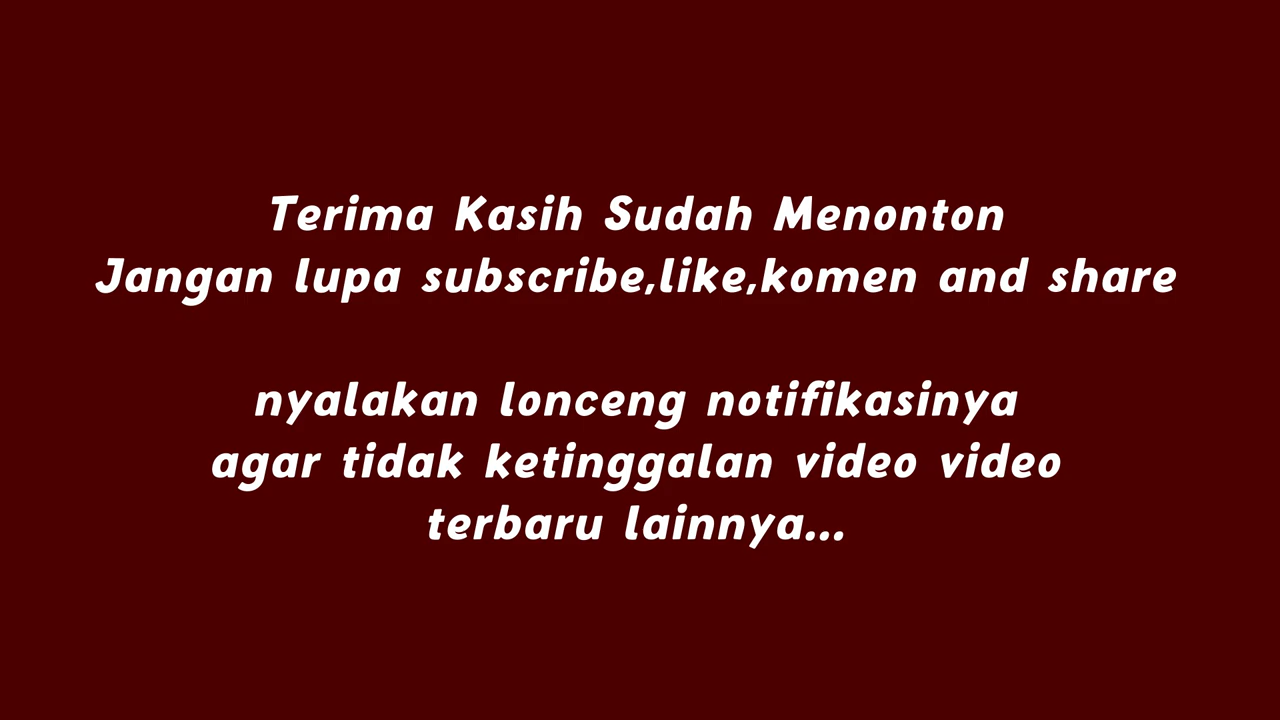 Terima Kasih Sudah Menonton
Jangan lupa subscribe,like,komen and share
nyalakan lonceng notifikasinya
agar tidak ketinggalan video video
terbaru lainnya...